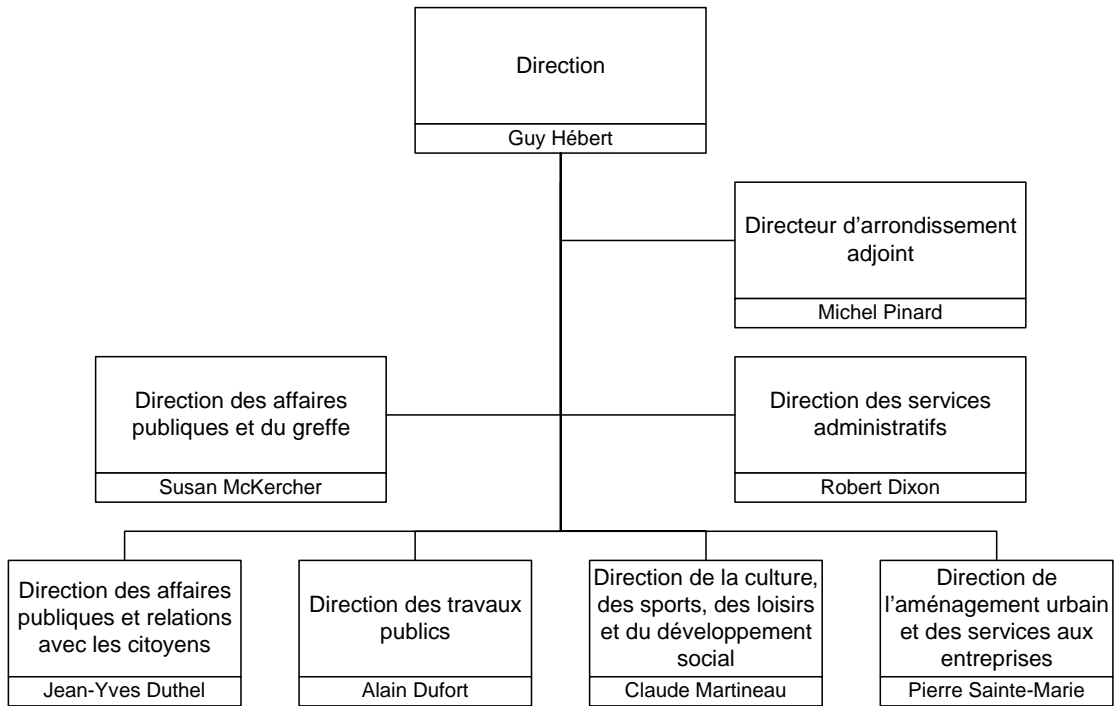 Direction
Guy Hébert
Directeur d'arrondissement
adjoint
Michel Pinard
Direction des affaires
publiques et du greffe
Susan McKercher
Direction des services
administratifs
Robert Dixon
Direction des affaires
publiques et relations
avec les citoyens
Jean-Yves Duthel
Direction des travaux
publics
Alain Dufort
Direction de la culture,
des sports, des loisirs
et du développement
social
Claude Martineau
Direction de
l'aménagement urbain
et des services aux
entreprises
Pierre Sainte-Marie